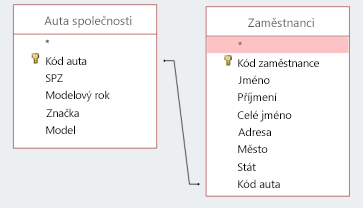 Auta společnosti
*
Kód auta
SPZ
Modelový rok
Značka
Model
Zaměstnanci
*
Kód zaměstnance
Jméno
Příjmení
Celé jméno
Adresa
Město
Stát
Kód auta